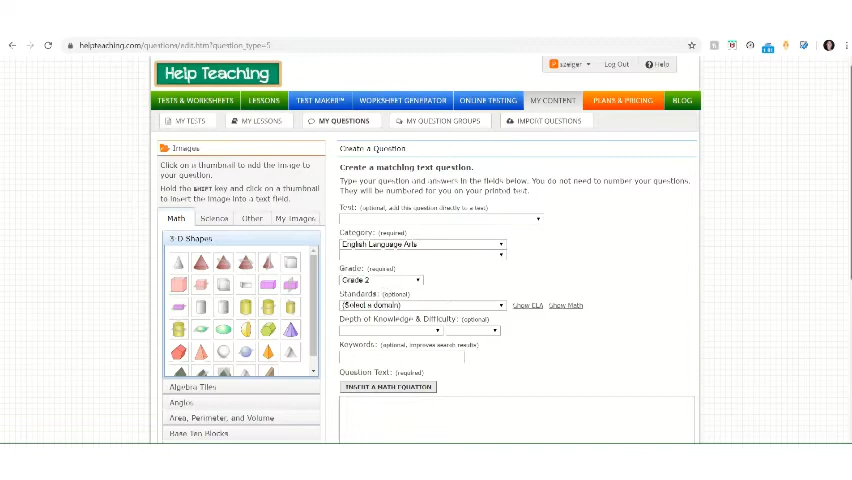 helpteaching.com/questions/edit.htm?question_type=5
Help Teaching
szeiger Log Out Help
TESTS & WORKSHEETS LESSONS TEST MAKER™ WORKSHEET GENERATOR ONLINE TESTING MY CONTENT PLANS & PRICING BLOG
MY TESTS MY LESSONS MY QUESTIONS MY QUESTION GROUPS IMPORT QUESTIONS
Images
Click on a thumbnail to add the image to
your question.
Hold the SHIFT key and click on a thumbnail
to insert the image into a text field.
Math Science Other My Images
3-D Shapes
Algebra Tiles
Angles
Area, Perimeter, and Volume
Base Ten Blocks
Create a Question
Create a matching text question.
Type your question and answers in the fields below. You do not need to number your questions.
They will be numbered for you on your printed test.
Test: (optional, add this question directly to a test)
Category: (required)
English Language Arts
Grade: (required)
Grade 2
Standards: (optional)
(Select a domain) Show ELA Show Math
Depth of Knowledge & Difficulty: (optional)
Keywords: (optional, improves search results)
Question Text: (required)
INSERT A MATH EQUATION